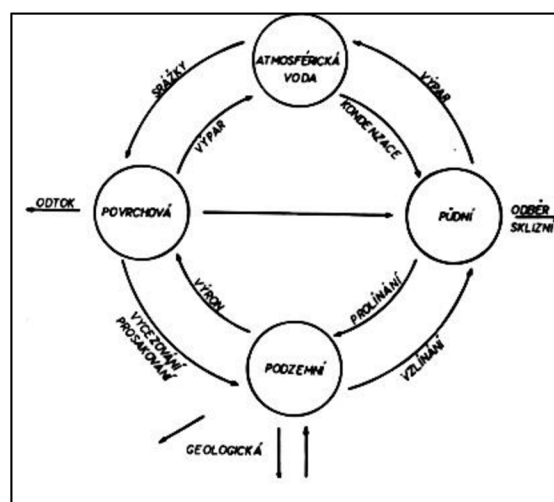 ATMOSFÉRICKÁ
VODA
SRÁŽKY
VÝPAR
VÝPAR
KONDENZACE
ODTOK
POVRCHOVÁ
PŮDNÍ
ODBĚR
SKLIZNÍ
VÝRON
PROLÍNÁNÍ
VYCEZOVÁNÍ
PROSAKOVÁNÍ
PODZEMNÍ
VZLÍNÁNÍ
GEOLOGICKÁ